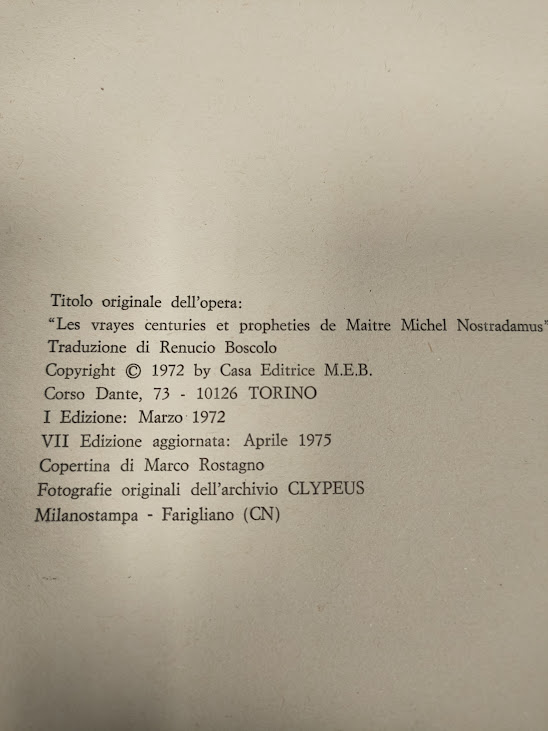 Titolo originale dell'opera:
"Les vrayes centuries et propheties de Maitre Michel Nostradamus"
Traduzione di Renucio Boscolo
Copyright © 1972 by Casa Editrice M.E.B.
Corso Dante, 73 - 10126 TORINO
I Edizione: Marzo 1972
VII Edizione aggiornata: Aprile 1975
Copertina di Marco Rostagno
Fotografie originali dell'archivio CLYPEUS
Milanostampa - Farigliano (CN)